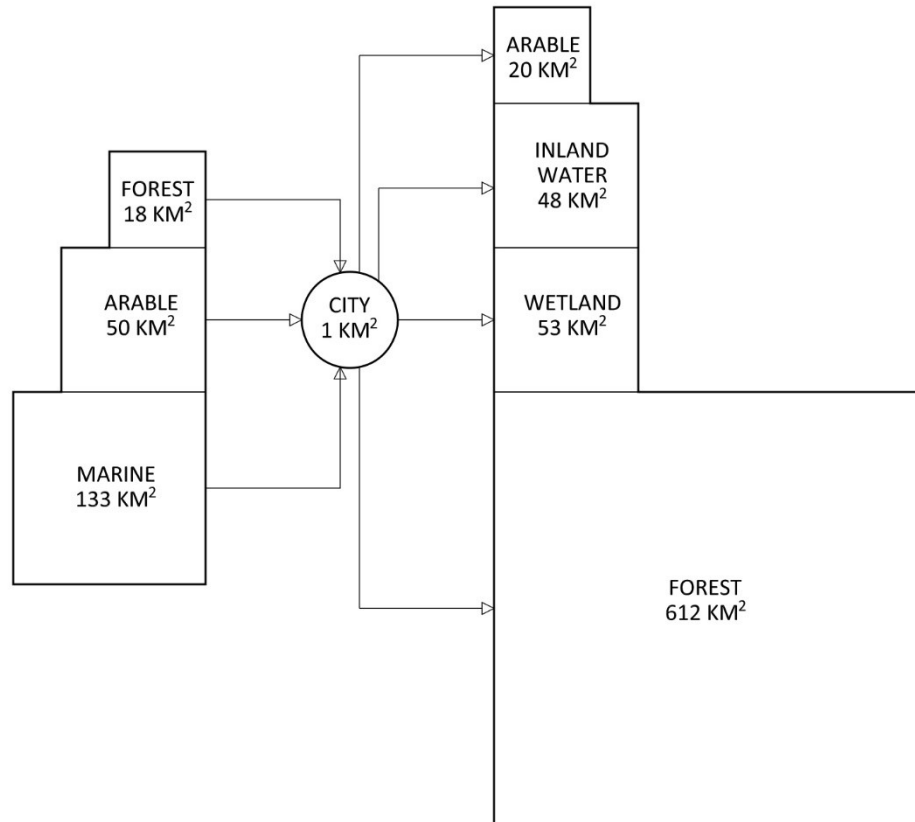 FOREST
18 KM²
ARABLE
50 KM²
MARINE
133 KM²
CITY
1 KM²
ARABLE
20 KM²
INLAND
WATER
48 KM²
WETLAND
53 KM²
FOREST
612 KM²